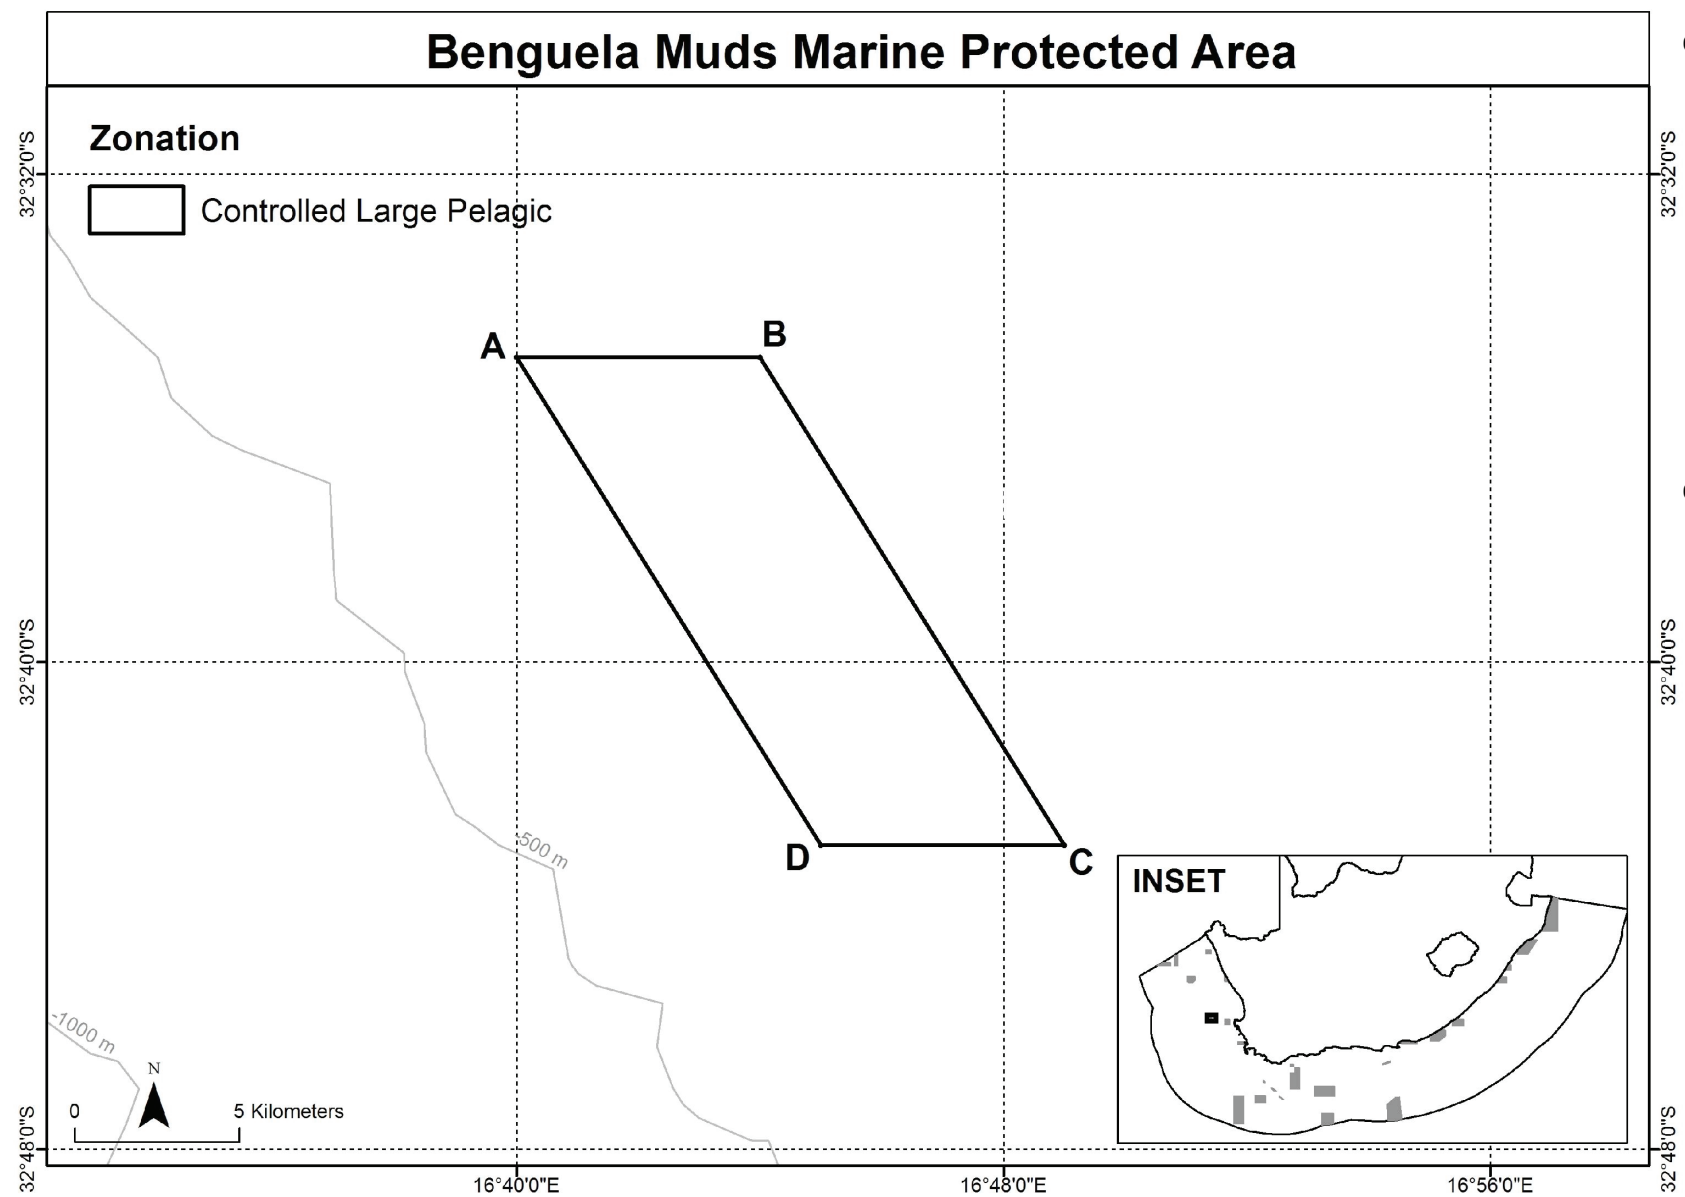 Benguela Muds Marine Protected Area
Zonation
Controlled Large Pelagic
32°32'0"S
32°32'0"S
A
B
32°40'0"S
32°40'0"S
-500 m
D
C
INSET
-1000 m
N
0
5 Kilometers
32°48'0"S
32°48'0"S
16°40'0"E
16°48'0"E
16°56'0"E